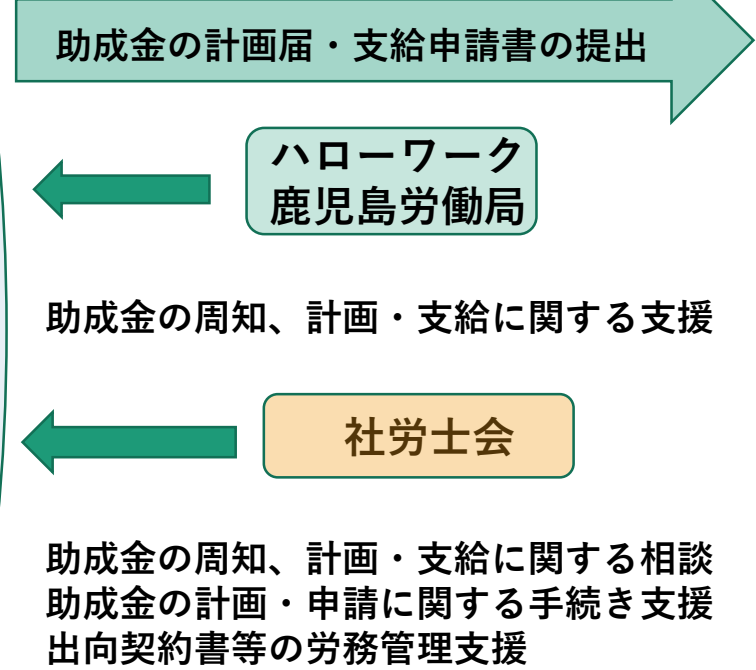 助成金の計画届・支給申請書の提出
ハローワーク
鹿児島労働局
助成金の周知、計画・支給に関する支援
社労士会
助成金の周知、計画・支給に関する相談
助成金の計画・申請に関する手続き支援
出向契約書等の労務管理支援